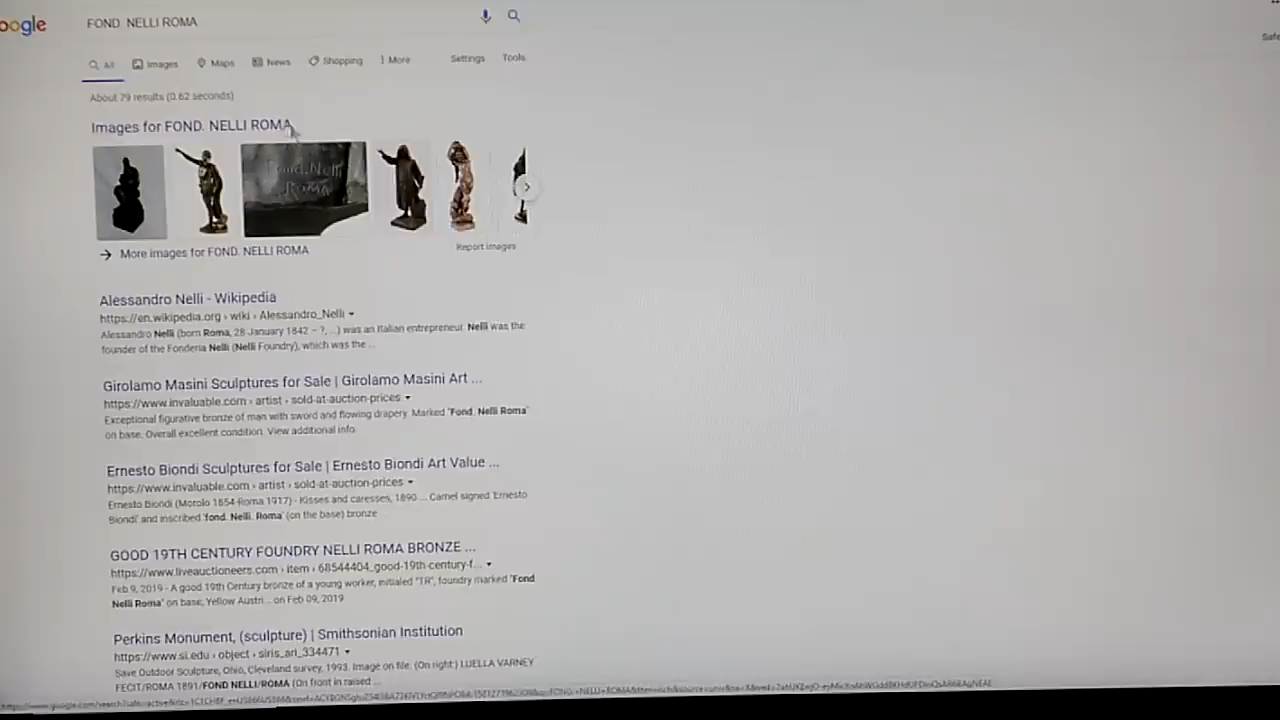 oogle
FOND. NELLI ROMA
All Images Maps News Shopping More Settings Tools
Safe
About 79 results (0.62 seconds)
Images for FOND. NELLI ROMA
Fond. Nelli
ROMA
More images for FOND. NELLI ROMA
Report images
Alessandro Nelli - Wikipedia
https://en.wikipedia.org › wiki › Alessandro_Nelli
Alessandro Nelli (born Roma, 28 January 1842 – ?, ...) was an Italian entrepreneur. Nelli was the
founder of the Fonderia Nelli (Nelli Foundry), which was the ...
Girolamo Masini Sculptures for Sale | Girolamo Masini Art ...
https://www.invaluable.com › artist › sold-at-auction-prices
Exceptional figurative bronze of man with sword and flowing drapery. Marked "Fond. Nelli Roma"
on base. Overall excellent condition. View additional info.
Ernesto Biondi Sculptures for Sale | Ernesto Biondi Art Value ...
https://www.invaluable.com › artist › sold-at-auction-prices
Ernesto Biondi (Morolo 1854-Roma 1917) - Kisses and caresses, 1890 ... Camel signed 'Ernesto
Biondi' and inscribed 'fond. Nelli. Roma' (on the base) bronze
GOOD 19TH CENTURY FOUNDRY NELLI ROMA BRONZE ...
https://www.liveauctioneers.com › item › 68544404_good-19th-century-f...
Feb 9, 2019 - A good 19th Century bronze of a young worker, initialed "TR", foundry marked "Fond
Nelli Roma" on base, Yellow Austri... on Feb 09, 2019
Perkins Monument, (sculpture) | Smithsonian Institution
https://www.si.edu › object › siris_ari_334471
Save Outdoor Sculpture, Ohio, Cleveland survey, 1993. Image on file. (On right:) LUELLA VARNEY
FECIT/ROMA 1891/FOND NELLI/ROMA (On front in raised ...